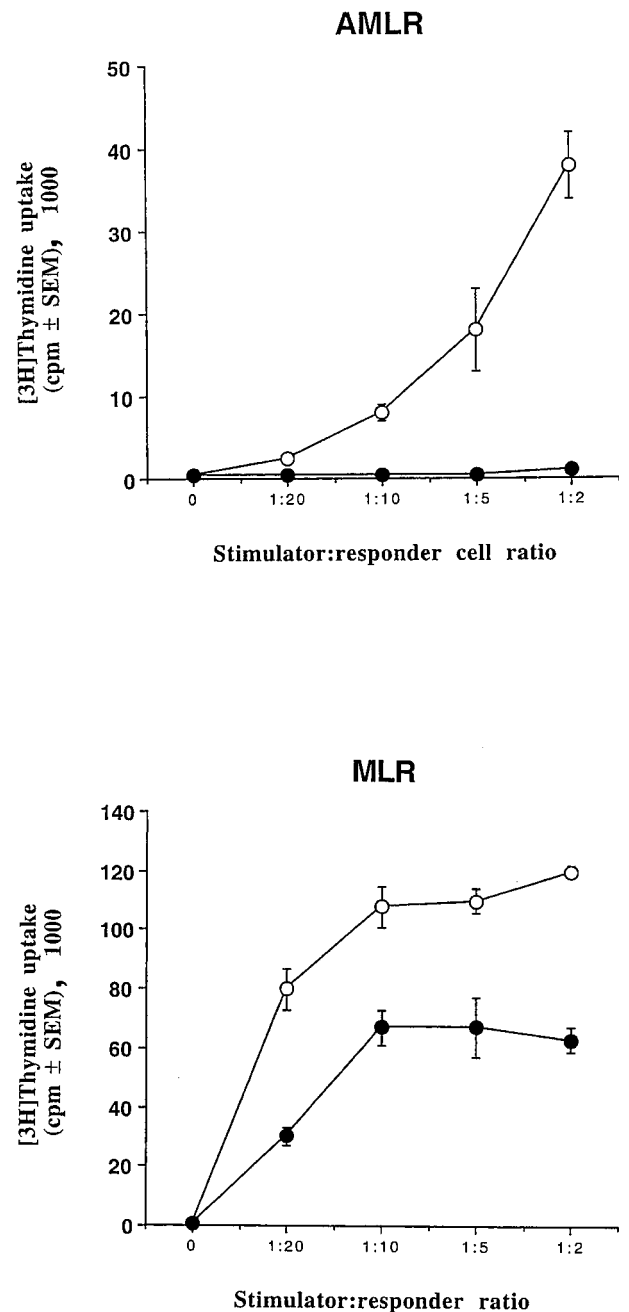 AMLR
[3H]Thymidine uptake
(cpm ± SEM), 1000
50
40
30
20
10
0
0 1:20 1:10 1:5 1:2
Stimulator:responder cell ratio
MLR
[3H]Thymidine uptake
(cpm ± SEM), 1000
140
120
100
80
60
40
20
0
0 1:20 1:10 1:5 1:2
Stimulator:responder ratio